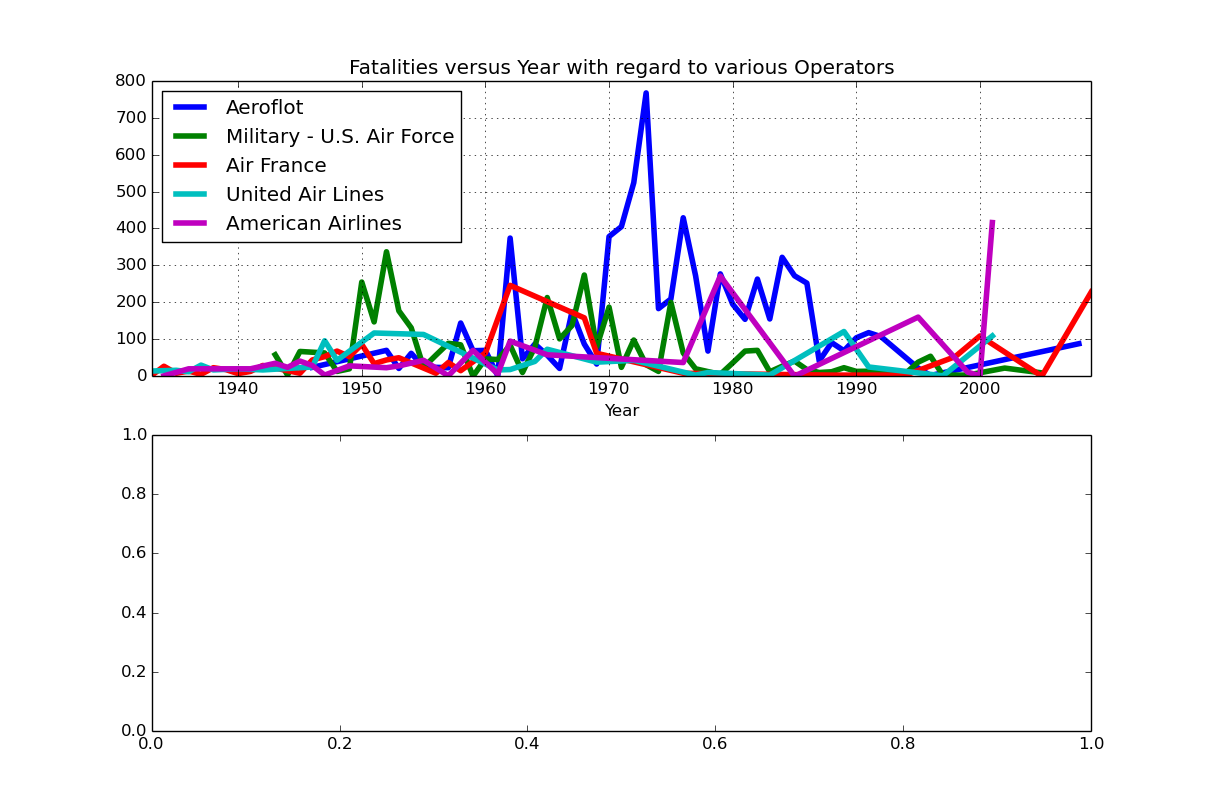 Fatalities versus Year with regard to various Operators
800
700
600
500
400
300
200
100
0
Aeroflot
Military - U.S. Air Force
Air France
United Air Lines
American Airlines
1940 1950 1960 1970 1980 1990 2000
Year
1.0
0.8
0.6
0.4
0.2
0.0
0.0 0.2 0.4 0.6 0.8 1.0